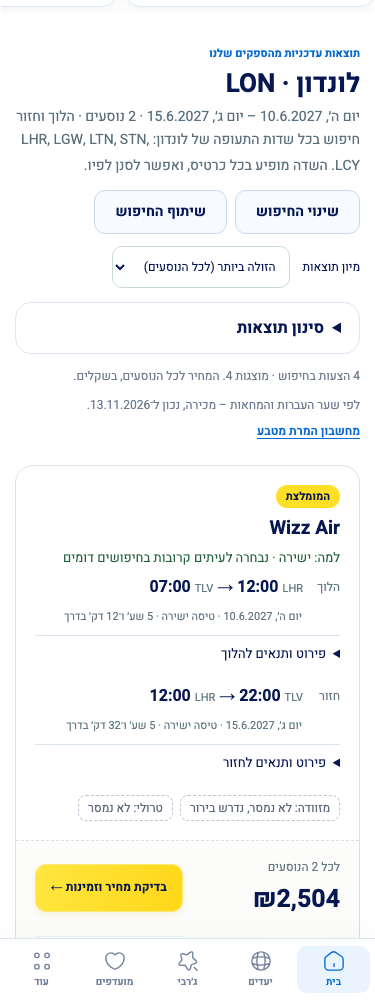 תוצאות עדכניות מהספקים שלנו
לונדון · LON
יום ה׳, 10.6.2027 – יום ג׳, 15.6.2027 · 2 נוסעים · הלוך וחזור
חיפוש בכל שדות התעופה של לונדון: LHR, LGW, LTN, STN,
LCY. השדה מופיע בכל כרטיס, ואפשר לסנן לפיו.
שינוי החיפוש
שיתוף החיפוש
מיון תוצאות
הזולה ביותר (לכל הנוסעים)
סינון תוצאות
4 הצעות בחיפוש · מוצגות 4. המחיר לכל הנוסעים, בשקלים.
לפי שער העברות והמחאות – מכירה, נכון ל־13.11.2026.
מחשבון המרת מטבע
המומלצת
Wizz Air
למה: ישירה · נבחרה לעיתים קרובות בחיפושים דומים
הלוך
07:00 TLV → 12:00 LHR
יום ה׳, 10.6.2027 · טיסה ישירה · 5 שע׳ ו־12 דק׳ בדרך
פירוט ותנאים להלוך
חזור
12:00 LHR → 22:00 TLV
יום ג׳, 15.6.2027 · טיסה ישירה · 5 שע׳ ו־32 דק׳ בדרך
פירוט ותנאים לחזור
מזוודה: לא נמסר, נדרש בירור
טרולי: לא נמסר
לכל 2 הנוסעים
₪2,504
בדיקת מחיר וזמינות ←
בית
יעדים
ג׳רבי
מועדפים
עוד